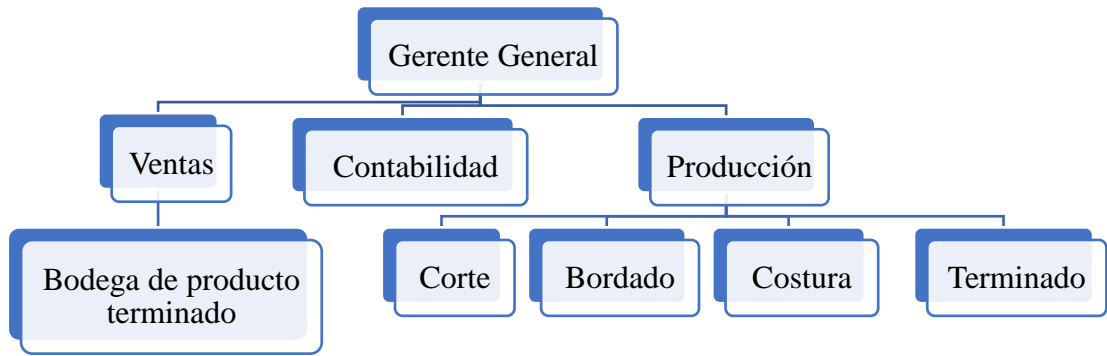 Gerente General
Ventas
Contabilidad
Producción
Bodega de producto
terminado
Corte
Bordado
Costura
Terminado